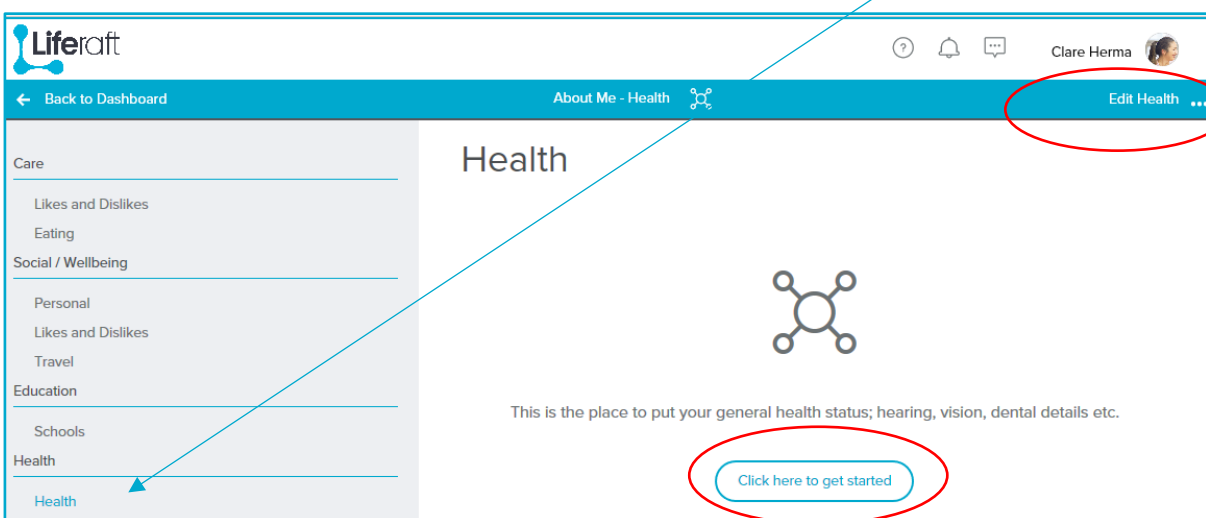 Liferaft
? Clare Herma
Back to Dashboard About Me - Health Edit Health ...
Care
Likes and Dislikes
Eating
Social / Wellbeing
Personal
Likes and Dislikes
Travel
Education
Schools
Health
Health
Health
This is the place to put your general health status; hearing, vision, dental details etc.
Click here to get started